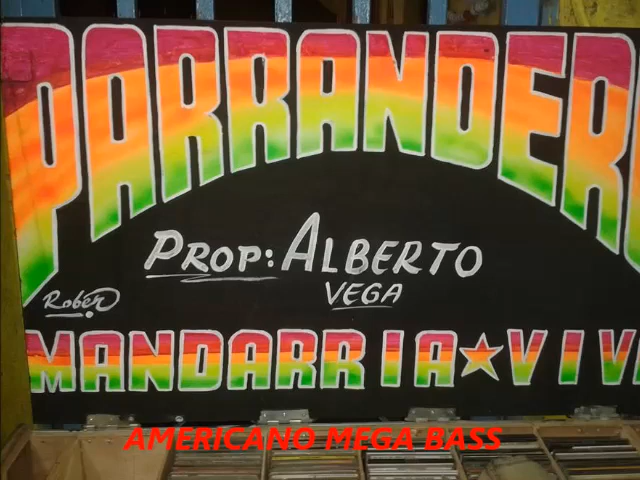 PARRANDER
PROP: ALBERTO
VEGA
Rober
MANDARRIA★VIV
AMERICANO MEGA BASS